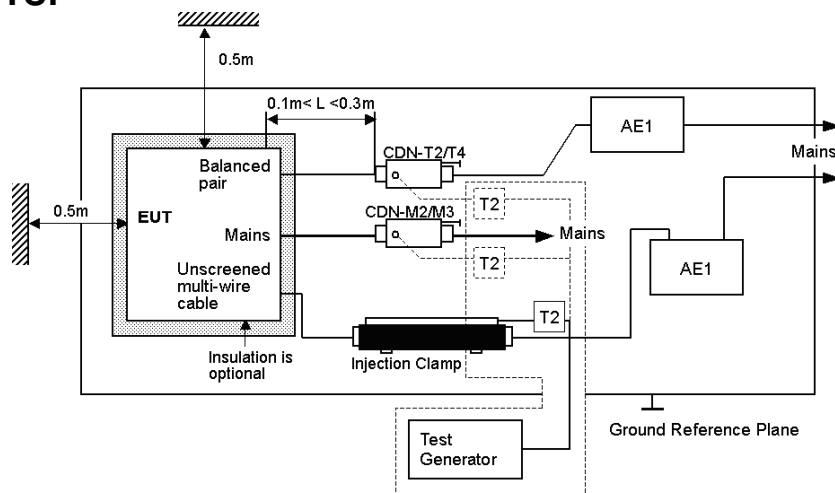 0.5m
0.1m< L <0.3m
AE1
CDN-T2/T4
Mains
Balanced
pair
T2
0.5m
EUT
CDN-M2/M3
Mains
Mains
T2
AE1
Unscreened
multi-wire
cable
T2
Insulation is
optional
Injection Clamp
Ground Reference Plane
Test
Generator